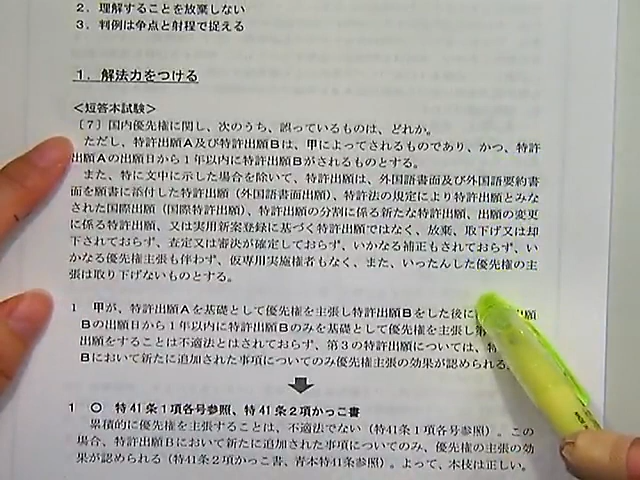 2．理解することを放棄しない
3．判例は争点と射程で捉える
1．解法力をつける
＜短答本試験＞
〔7〕国内優先権に関し、次のうち、誤っているものは、どれか。
ただし、特許出願A及び特許出願Bは、甲によってされるものであり、かつ、特許
出願Aの出願日から1年以内に特許出願Bがされるものとする。
また、特に文中に示した場合を除いて、特許出願は、外国語書面及び外国語要約書
面を願書に添付した特許出願（外国語書面出願）、特許法の規定により特許出願とみな
された国際出願（国際特許出願）、特許出願の分割に係る新たな特許出願、出願の変更
に係る特許出願、又は実用新案登録に基づく特許出願ではなく、放棄、取下げ又は却
下されておらず、査定又は審決が確定しておらず、いかなる補正もされておらず、い
かなる優先権主張も伴わず、仮専用実施権者もなく、また、いったんした優先権の主
張は取り下げないものとする。
1 甲が、特許出願Aを基礎として優先権を主張し特許出願Bをした後に 願
Bの出願日から1年以内に特許出願Bのみを基礎として優先権を主張し
出願をすることは不適法とはされておらず、第3の特許出願については、特
Bにおいて新たに追加された事項についてのみ優先権主張の効果が認められる。
1 ○ 特41条1項各号参照、特41条2項かっこ書
累積的に優先権を主張することは、不適法でない（特41条1項各号参照）。この
場合、特許出願Bにおいて新たに追加された事項についてのみ、優先権の主張の効
果が認められる（特41条2項かっこ書、青本特41条参照）。よって、本枝は正しい。